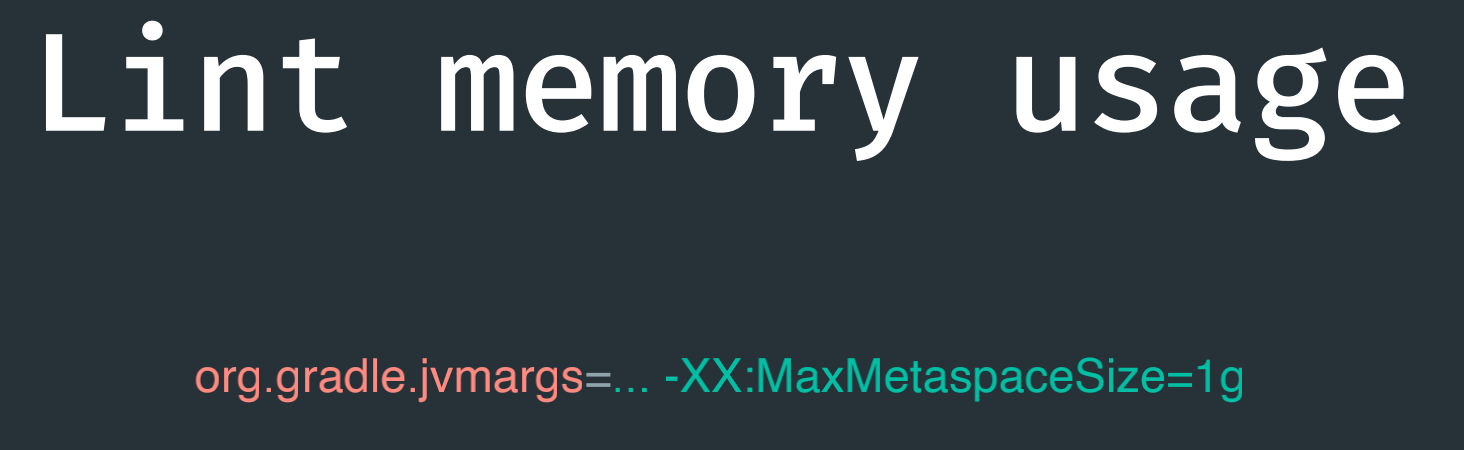 Lint memory usage
org.gradle.jvmargs=... -XX:MaxMetaspaceSize=1g